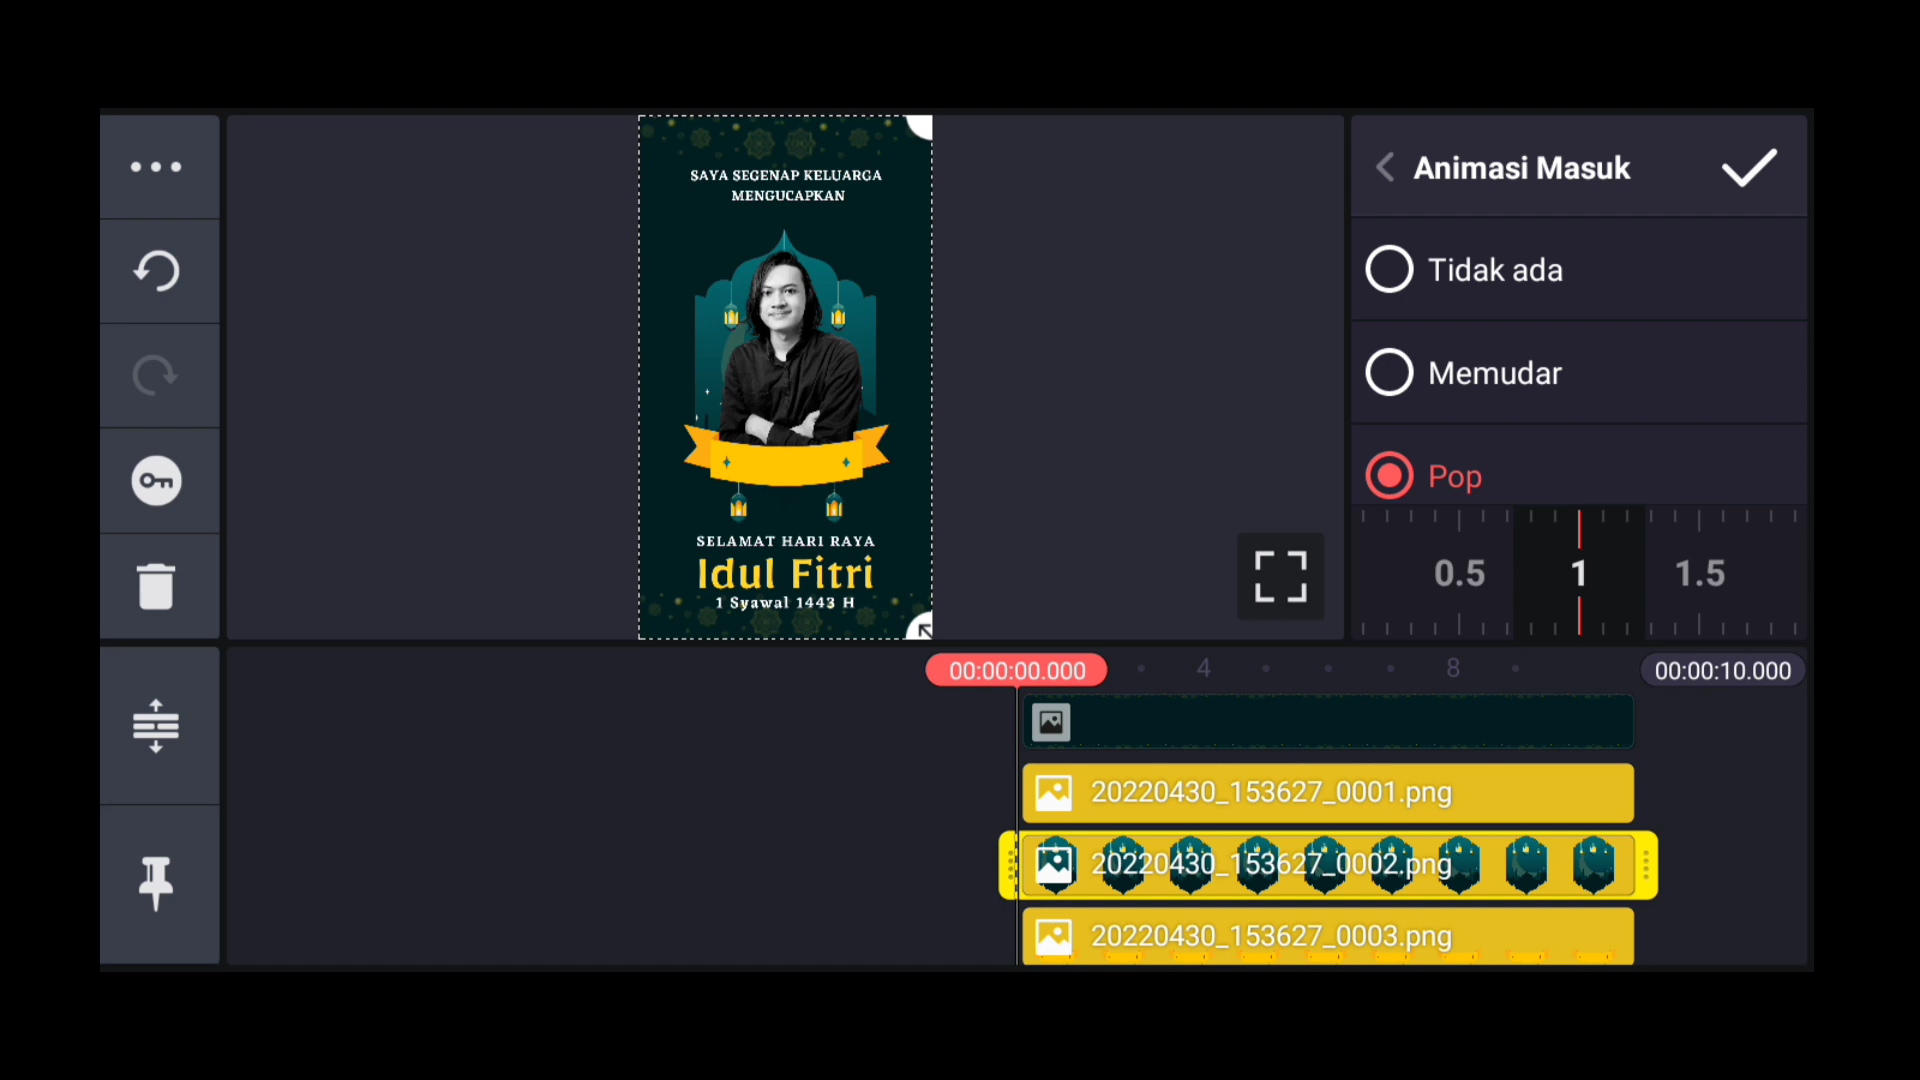 SAYA SEGENAP KELUARGA
MENGUCAPKAN
SELAMAT HARI RAYA
Idul Fitri
1 Syawal 1443 H
Animasi Masuk
Tidak ada
Memudar
Pop
0.5 1 1.5
00:00:00.000 4 8 00:00:10.000
20220430_153627_0001.png
20220430_153627_0002.png
20220430_153627_0003.png